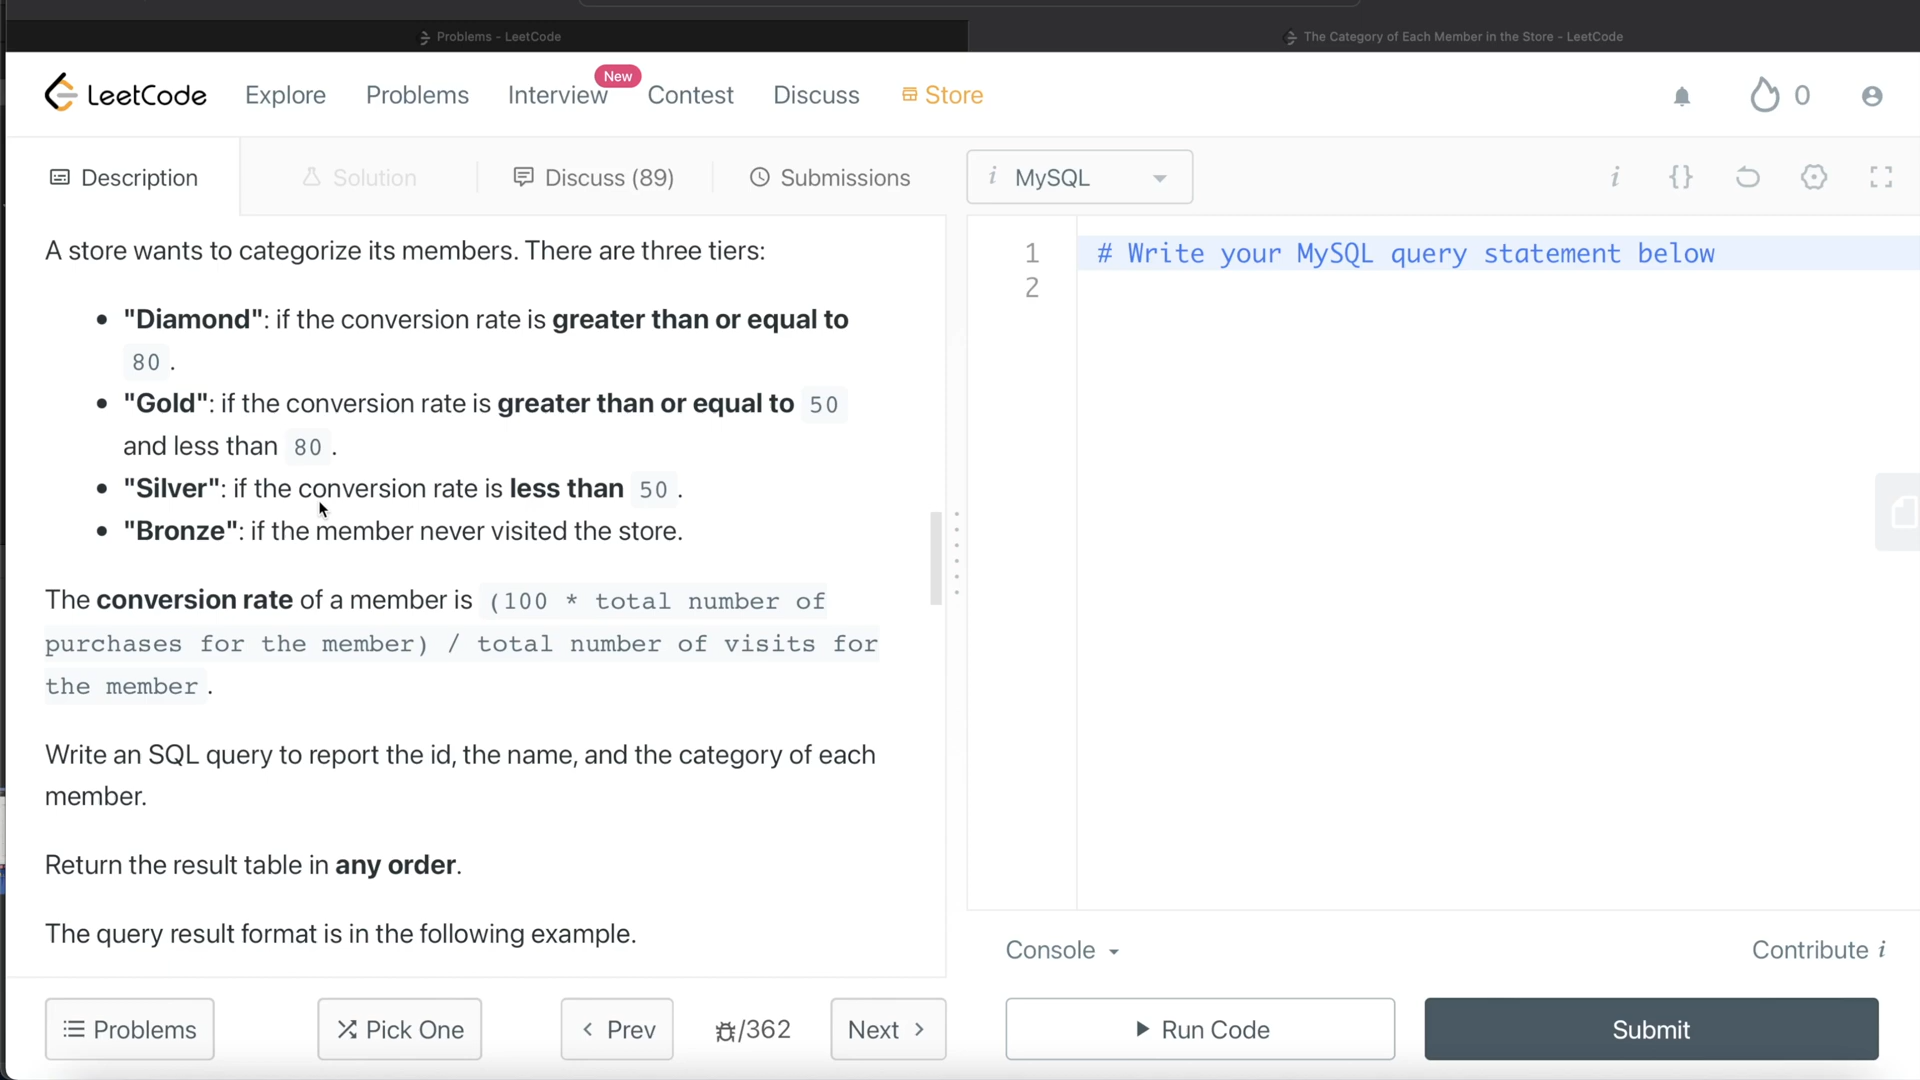 Problems - LeetCode
The Category of Each Member in the Store - LeetCode
LeetCode Explore Problems Interview New Contest Discuss Store 0
Description Solution Discuss (89) Submissions
i MySQL i {}
A store wants to categorize its members. There are three tiers:
• "Diamond": if the conversion rate is greater than or equal to
80 .
• "Gold": if the conversion rate is greater than or equal to 50
and less than 80 .
• "Silver": if the conversion rate is less than 50 .
• "Bronze": if the member never visited the store.
The conversion rate of a member is (100 * total number of
purchases for the member) / total number of visits for
the member .
Write an SQL query to report the id, the name, and the category of each
member.
Return the result table in any order.
The query result format is in the following example.
1 # Write your MySQL query statement below
2
Console Contribute i
Problems Pick One < Prev /362 Next > Run Code Submit